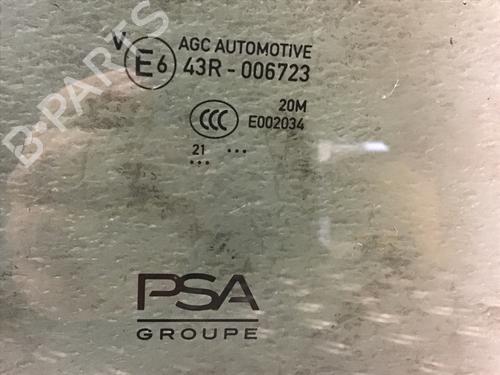 AGC AUTOMOTIVE
V E6 43R - 006723
20M
CCC E002034
21 ... ...
PSA
GROUPE
B-PARTS